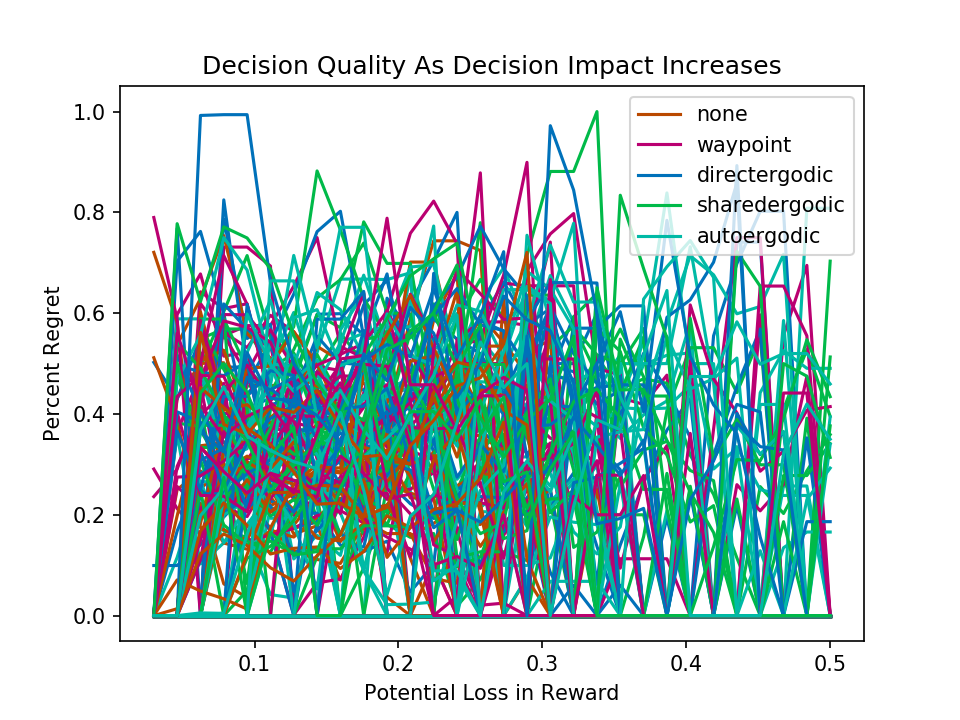 Decision Quality As Decision Impact Increases
1.0
0.8
0.6
0.4
0.2
0.0
Percent Regret
none
waypoint
directergodic
sharedergodic
autoergodic
0.1 0.2 0.3 0.4 0.5
Potential Loss in Reward